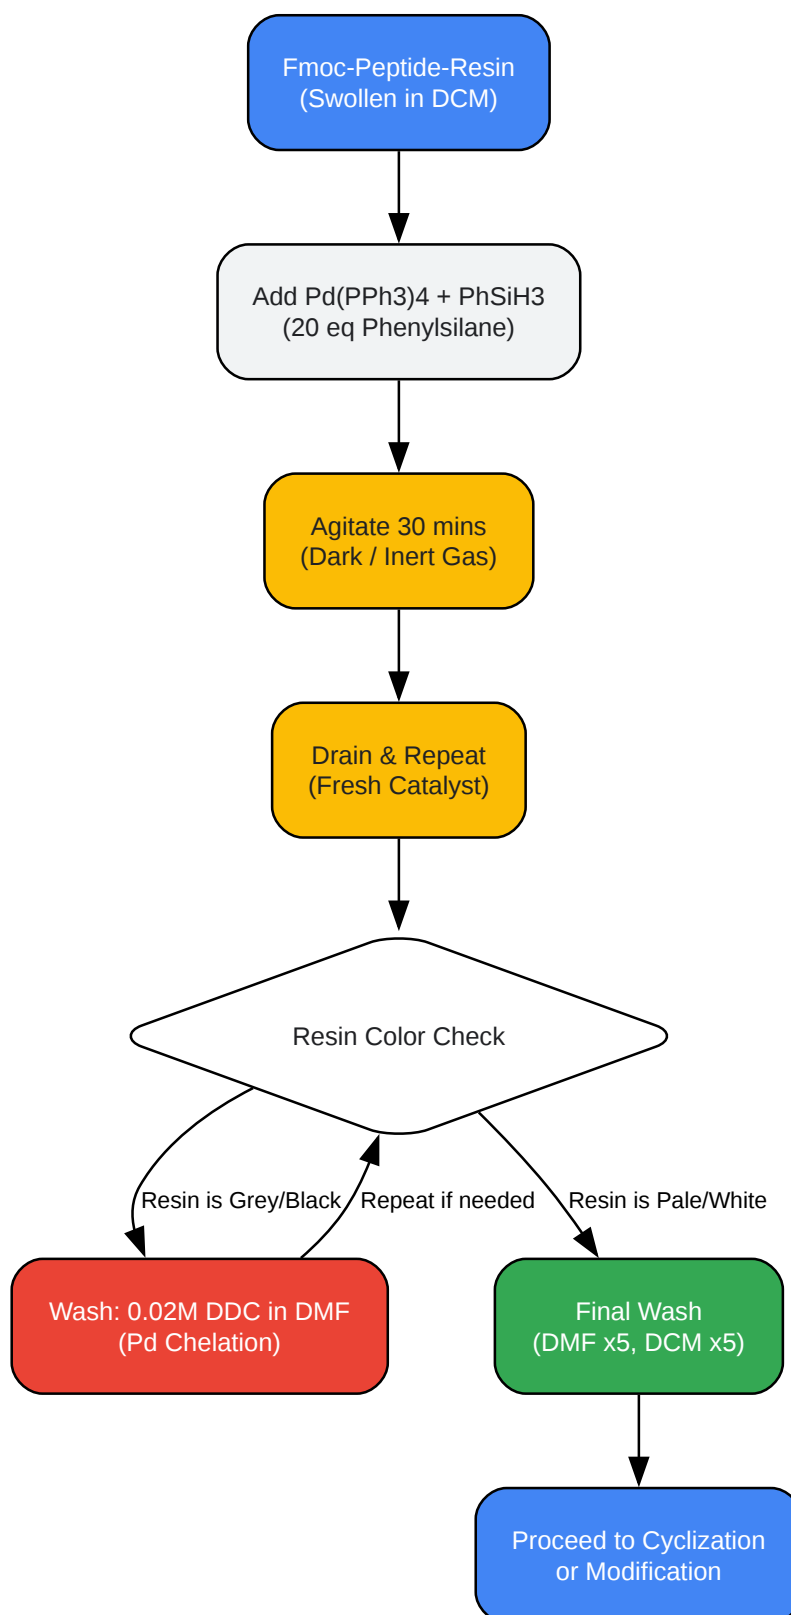 Fmoc-Peptide-Resin
(Swollen in DCM)
Add Pd(PPh3)4 + PhSiH3
(20 eq Phenylsilane)
Agitate 30 mins
(Dark / Inert Gas)
Drain & Repeat
(Fresh Catalyst)
Resin Color Check
Resin is Grey/Black
Repeat if needed
Resin is Pale/White
Wash: 0.02M DDC in DMF
(Pd Chelation)
Final Wash
(DMF x5, DCM x5)
Proceed to Cyclization
or Modification